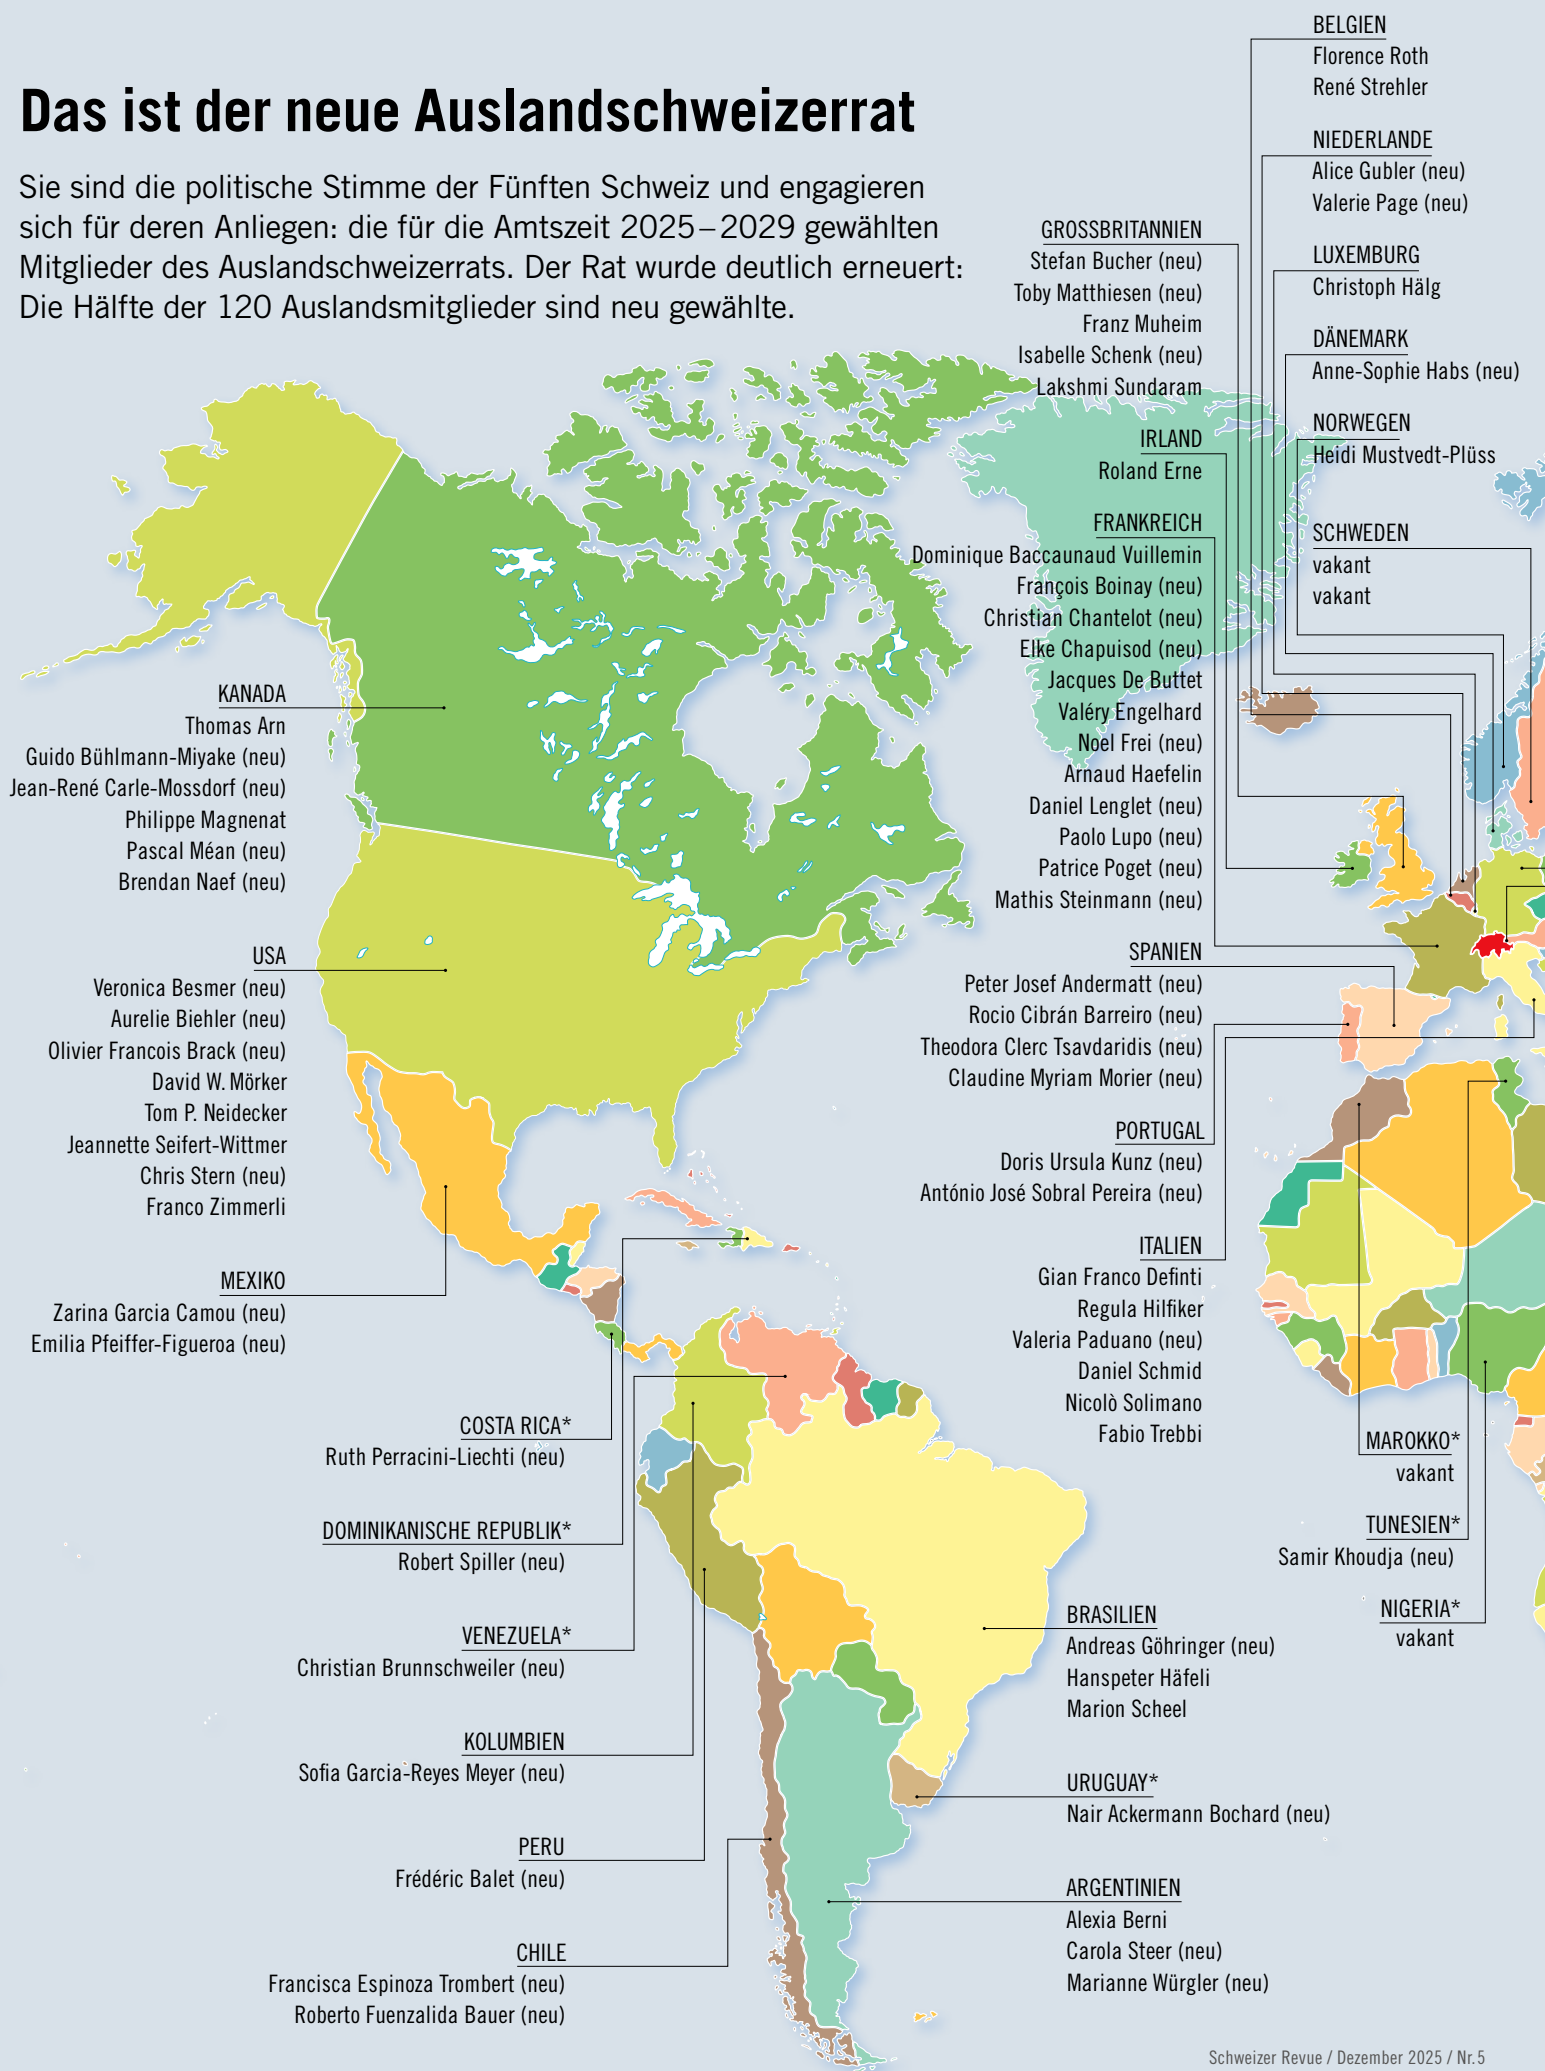 Das ist der neue Auslandschweizerrat
Sie sind die politische Stimme der Fünften Schweiz und engagieren
sich für deren Anliegen: die für die Amtszeit 2025–2029 gewählten
Mitglieder des Auslandschweizerrats. Der Rat wurde deutlich erneuert:
Die Hälfte der 120 Auslandsmitglieder sind neu gewählte.
KANADA
Thomas Arn
Guido Bühlmann-Miyake (neu)
Jean-René Carle-Mossdorf (neu)
Philippe Magnenat
Pascal Méan (neu)
Brendan Naef (neu)
USA
Veronica Besmer (neu)
Aurelie Biehler (neu)
Olivier Francois Brack (neu)
David W. Mörker
Tom P. Neidecker
Jeannette Seifert-Wittmer
Chris Stern (neu)
Franco Zimmerli
MEXIKO
Zarina Garcia Camou (neu)
Emilia Pfeiffer-Figueroa (neu)
COSTA RICA*
Ruth Perracini-Liechti (neu)
DOMINIKANISCHE REPUBLIK*
Robert Spiller (neu)
VENEZUELA*
Christian Brunnschweiler (neu)
KOLUMBIEN
Sofia Garcia-Reyes Meyer (neu)
PERU
Frédéric Balet (neu)
CHILE
Francisca Espinoza Trombert (neu)
Roberto Fuenzalida Bauer (neu)
GROSSBRITANNIEN
Stefan Bucher (neu)
Toby Matthiesen (neu)
Franz Muheim
Isabelle Schenk (neu)
Lakshmi Sundaram
IRLAND
Roland Erne
FRANKREICH
Dominique Baccaunaud Vuillemin
François Boinay (neu)
Christian Chantelot (neu)
Elke Chapuisod (neu)
Jacques De Buttet
Valéry Engelhard
Noel Frei (neu)
Arnaud Haefelin
Daniel Lenglet (neu)
Paolo Lupo (neu)
Patrice Poget (neu)
Mathis Steinmann (neu)
SPANIEN
Peter Josef Andermatt (neu)
Rocio Cibrán Barreiro (neu)
Theodora Clerc Tsavdaridis (neu)
Claudine Myriam Morier (neu)
PORTUGAL
Doris Ursula Kunz (neu)
António José Sobral Pereira (neu)
ITALIEN
Gian Franco Definti
Regula Hilfiker
Valeria Paduano (neu)
Daniel Schmid
Nicolò Solimano
Fabio Trebbi
BRASILIEN
Andreas Göhringer (neu)
Hanspeter Häfeli
Marion Scheel
URUGUAY*
Nair Ackermann Bochard (neu)
ARGENTINIEN
Alexia Berni
Carola Steer (neu)
Marianne Würgler (neu)
BELGIEN
Florence Roth
René Strehler
NIEDERLANDE
Alice Gubler (neu)
Valerie Page (neu)
LUXEMBURG
Christoph Hälg
DÄNEMARK
Anne-Sophie Habs (neu)
NORWEGEN
Heidi Mustvedt-Plüss
SCHWEDEN
vakant
vakant
MAROKKO*
vakant
TUNESIEN*
Samir Khoudja (neu)
NIGERIA*
vakant
Schweizer Revue / Dezember 2025 / Nr.5